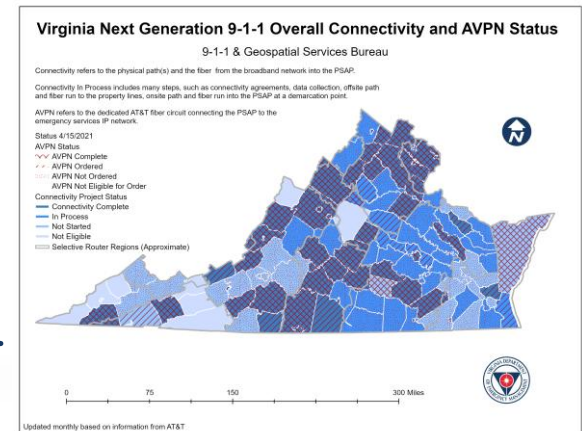 Virginia Next Generation 9-1-1 Overall Connectivity and AVPN Status
9-1-1 & Geospatial Services Bureau
Connectivity refers to the physical path(s) and the fiber from the broadband network into the PSAP.
Connectivity In Process includes many steps, such as connectivity agreements, data collection, offsite path
and fiber run to the property lines, onsite path and fiber run into the PSAP at a demarcation point.
AVPN refers to the dedicated AT&T fiber circuit connecting the PSAP to the
emergency services IP network.
Status 4/15/2021
AVPN Status
AVPN Complete
AVPN Ordered
AVPN Not Ordered
AVPN Not Eligible for Order
Connectivity Project Status
Connectivity Complete
In Process
Not Started
Not Eligible
Selective Router Regions (Approximate)
N
0 75 150 300 Miles
Updated monthly based on information from AT&T